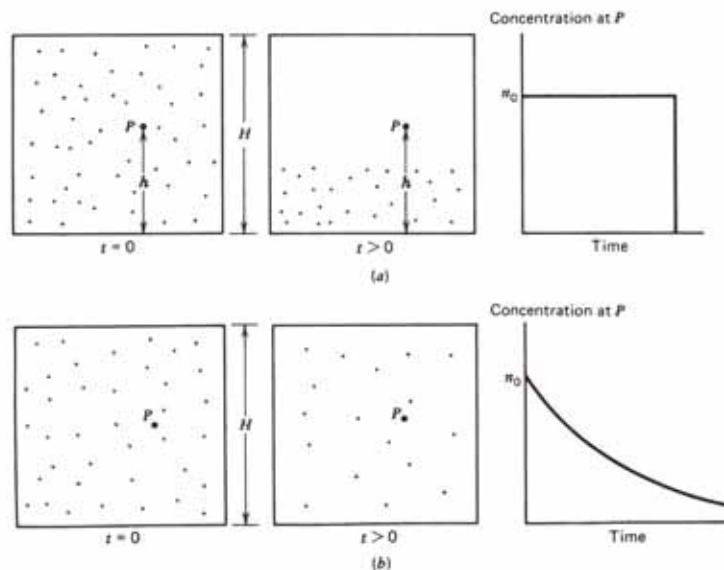 Concentration at P
P
H
n₀
P
h
h
t = 0
t > 0
Time
(a)
Concentration at P
n₀
H
P
P
t = 0
t > 0
Time
(b)